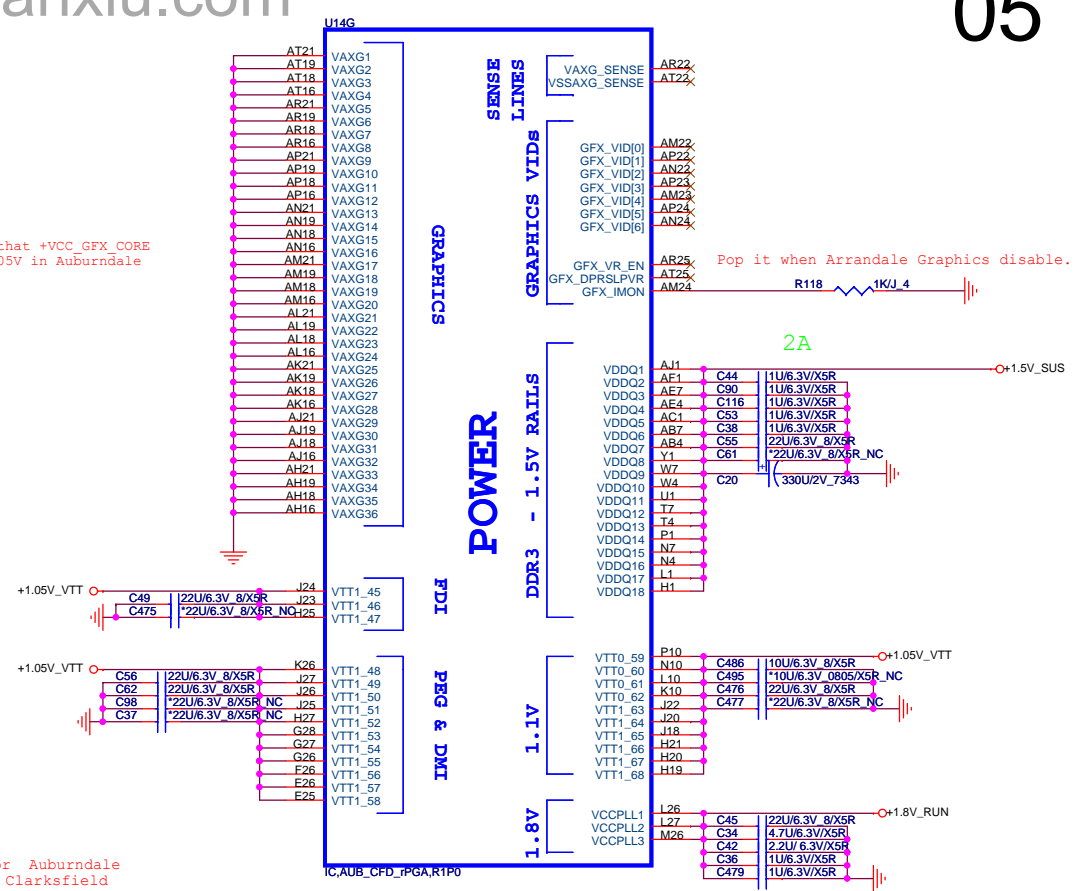 anxiu.com
05
U14G
AT21 VAXG1
AT19 VAXG2
AT18 VAXG3
AT16 VAXG4
AR21 VAXG5
AR19 VAXG6
AR18 VAXG7
AR16 VAXG8
AP21 VAXG9
AP19 VAXG10
AP18 VAXG11
AP16 VAXG12
AN21 VAXG13
AN19 VAXG14
AN18 VAXG15
AN16 VAXG16
AM21 VAXG17
AM19 VAXG18
AM18 VAXG19
AM16 VAXG20
AL21 VAXG21
AL19 VAXG22
AL18 VAXG23
AL16 VAXG24
AK21 VAXG25
AK19 VAXG26
AK18 VAXG27
AK16 VAXG28
AJ21 VAXG29
AJ19 VAXG30
AJ18 VAXG31
AJ16 VAXG32
AH21 VAXG33
AH19 VAXG34
AH18 VAXG35
AH16 VAXG36
GRAPHICS
that +VCC_GFX_CORE
05V in Auburndale
SENSE
LINES
VAXG_SENSE AR22
VSSAXG_SENSE AT22
GRAPHICS VIDs
GFX_VID[0] AM22
GFX_VID[1] AP22
GFX_VID[2] AN22
GFX_VID[3] AP23
GFX_VID[4] AM23
GFX_VID[5] AP24
GFX_VID[6] AN24
GFX_VR_EN AR25
GFX_DPRSLPVR AT25
GFX_IMON AM24
Pop it when Arrandale Graphics disable.
R118 1K/J_4
POWER
DDR3 - 1.5V RAILS
2A
+1.5V_SUS
VDDQ1 AJ1
VDDQ2 AF1
VDDQ3 AE7
VDDQ4 AE4
VDDQ5 AC1
VDDQ6 AB7
VDDQ7 AB4
VDDQ8 Y1
VDDQ9 W7
VDDQ10 W4
VDDQ11 U1
VDDQ12 T7
VDDQ13 T4
VDDQ14 P1
VDDQ15 N7
VDDQ16 N4
VDDQ17 L1
VDDQ18 H1
C44 1U/6.3V/X5R
C90 1U/6.3V/X5R
C116 1U/6.3V/X5R
C53 1U/6.3V/X5R
C38 1U/6.3V/X5R
C55 22U/6.3V_8/X5R
C61 *22U/6.3V_8/X5R_NC
+
C20 330U/2V_7343
+1.05V_VTT
C49 22U/6.3V_8/X5R
C475 *22U/6.3V_8/X5R_NC
J24 VTT1_45
J23 VTT1_46
H25 VTT1_47
FDI
+1.05V_VTT
C56 22U/6.3V_8/X5R
C62 22U/6.3V_8/X5R
C98 *22U/6.3V_8/X5R_NC
C37 *22U/6.3V_8/X5R_NC
K26 VTT1_48
J27 VTT1_49
J26 VTT1_50
J25 VTT1_51
H27 VTT1_52
G28 VTT1_53
G27 VTT1_54
G26 VTT1_55
F26 VTT1_56
E26 VTT1_57
E25 VTT1_58
PEG & DMI
1.1V
VTT0_59 P10
VTT0_60 N10
VTT0_61 L10
VTT0_62 K10
VTT1_63 J22
VTT1_64 J20
VTT1_65 J18
VTT1_66 H21
VTT1_67 H20
VTT1_68 H19
+1.05V_VTT
C486 10U/6.3V_8/X5R
C495 *10U/6.3V_0805/X5R_NC
C476 22U/6.3V_8/X5R
C477 *22U/6.3V_8/X5R_NC
1.8V
VCCPLL1 L26
VCCPLL2 L27
VCCPLL3 M26
+1.8V_RUN
C45 22U/6.3V_8/X5R
C34 4.7U/6.3V/X5R
C42 2.2U/ 6.3V/X5R
C36 1U/6.3V/X5R
C479 1U/6.3V/X5R
or Auburndale
Clarksfield
IC,AUB_CFD_rPGA,R1P0